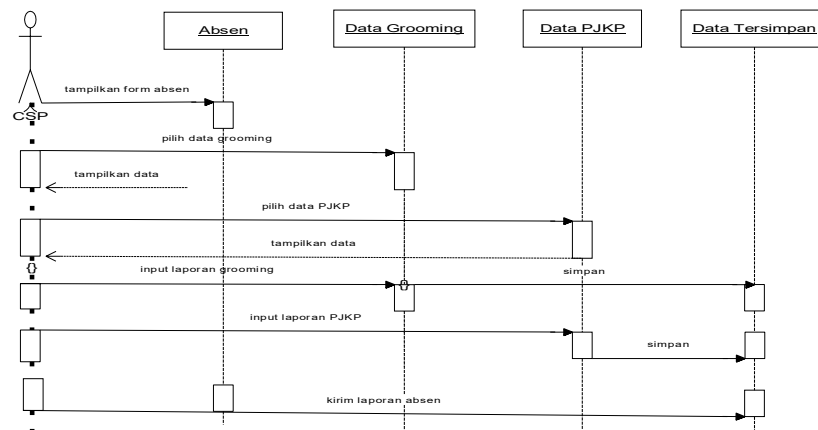 Absen
Data Grooming
Data PJKP
Data Tersimpan
tampilkan form absen
CSP
pilih data grooming
tampilkan data
pilih data PJKP
tampilkan data
{}
input laporan grooming
{}
simpan
input laporan PJKP
simpan
kirim laporan absen